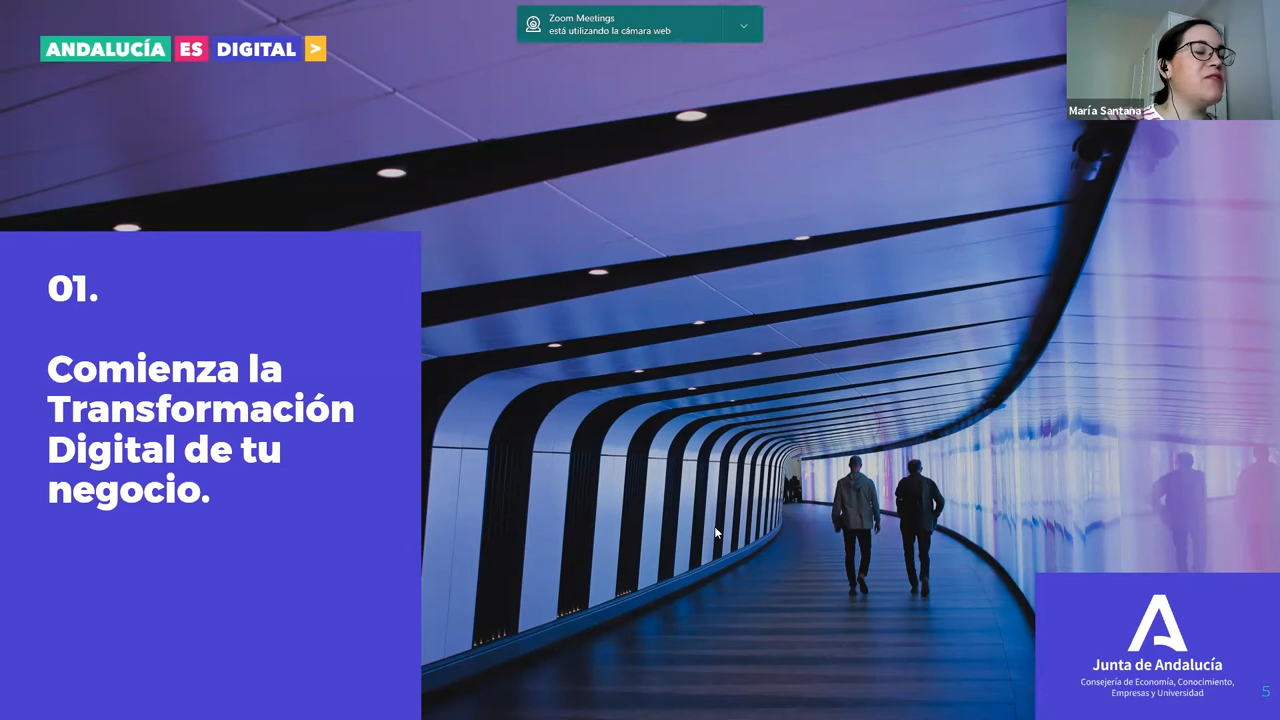 ANDALUCÍA ES DIGITAL >
Zoom Meetings
está utilizando la cámara web
María Santana
01.
Comienza la
Transformación
Digital de tu
negocio.
Junta de Andalucía
Consejería de Economía, Conocimiento,
Empresas y Universidad
5